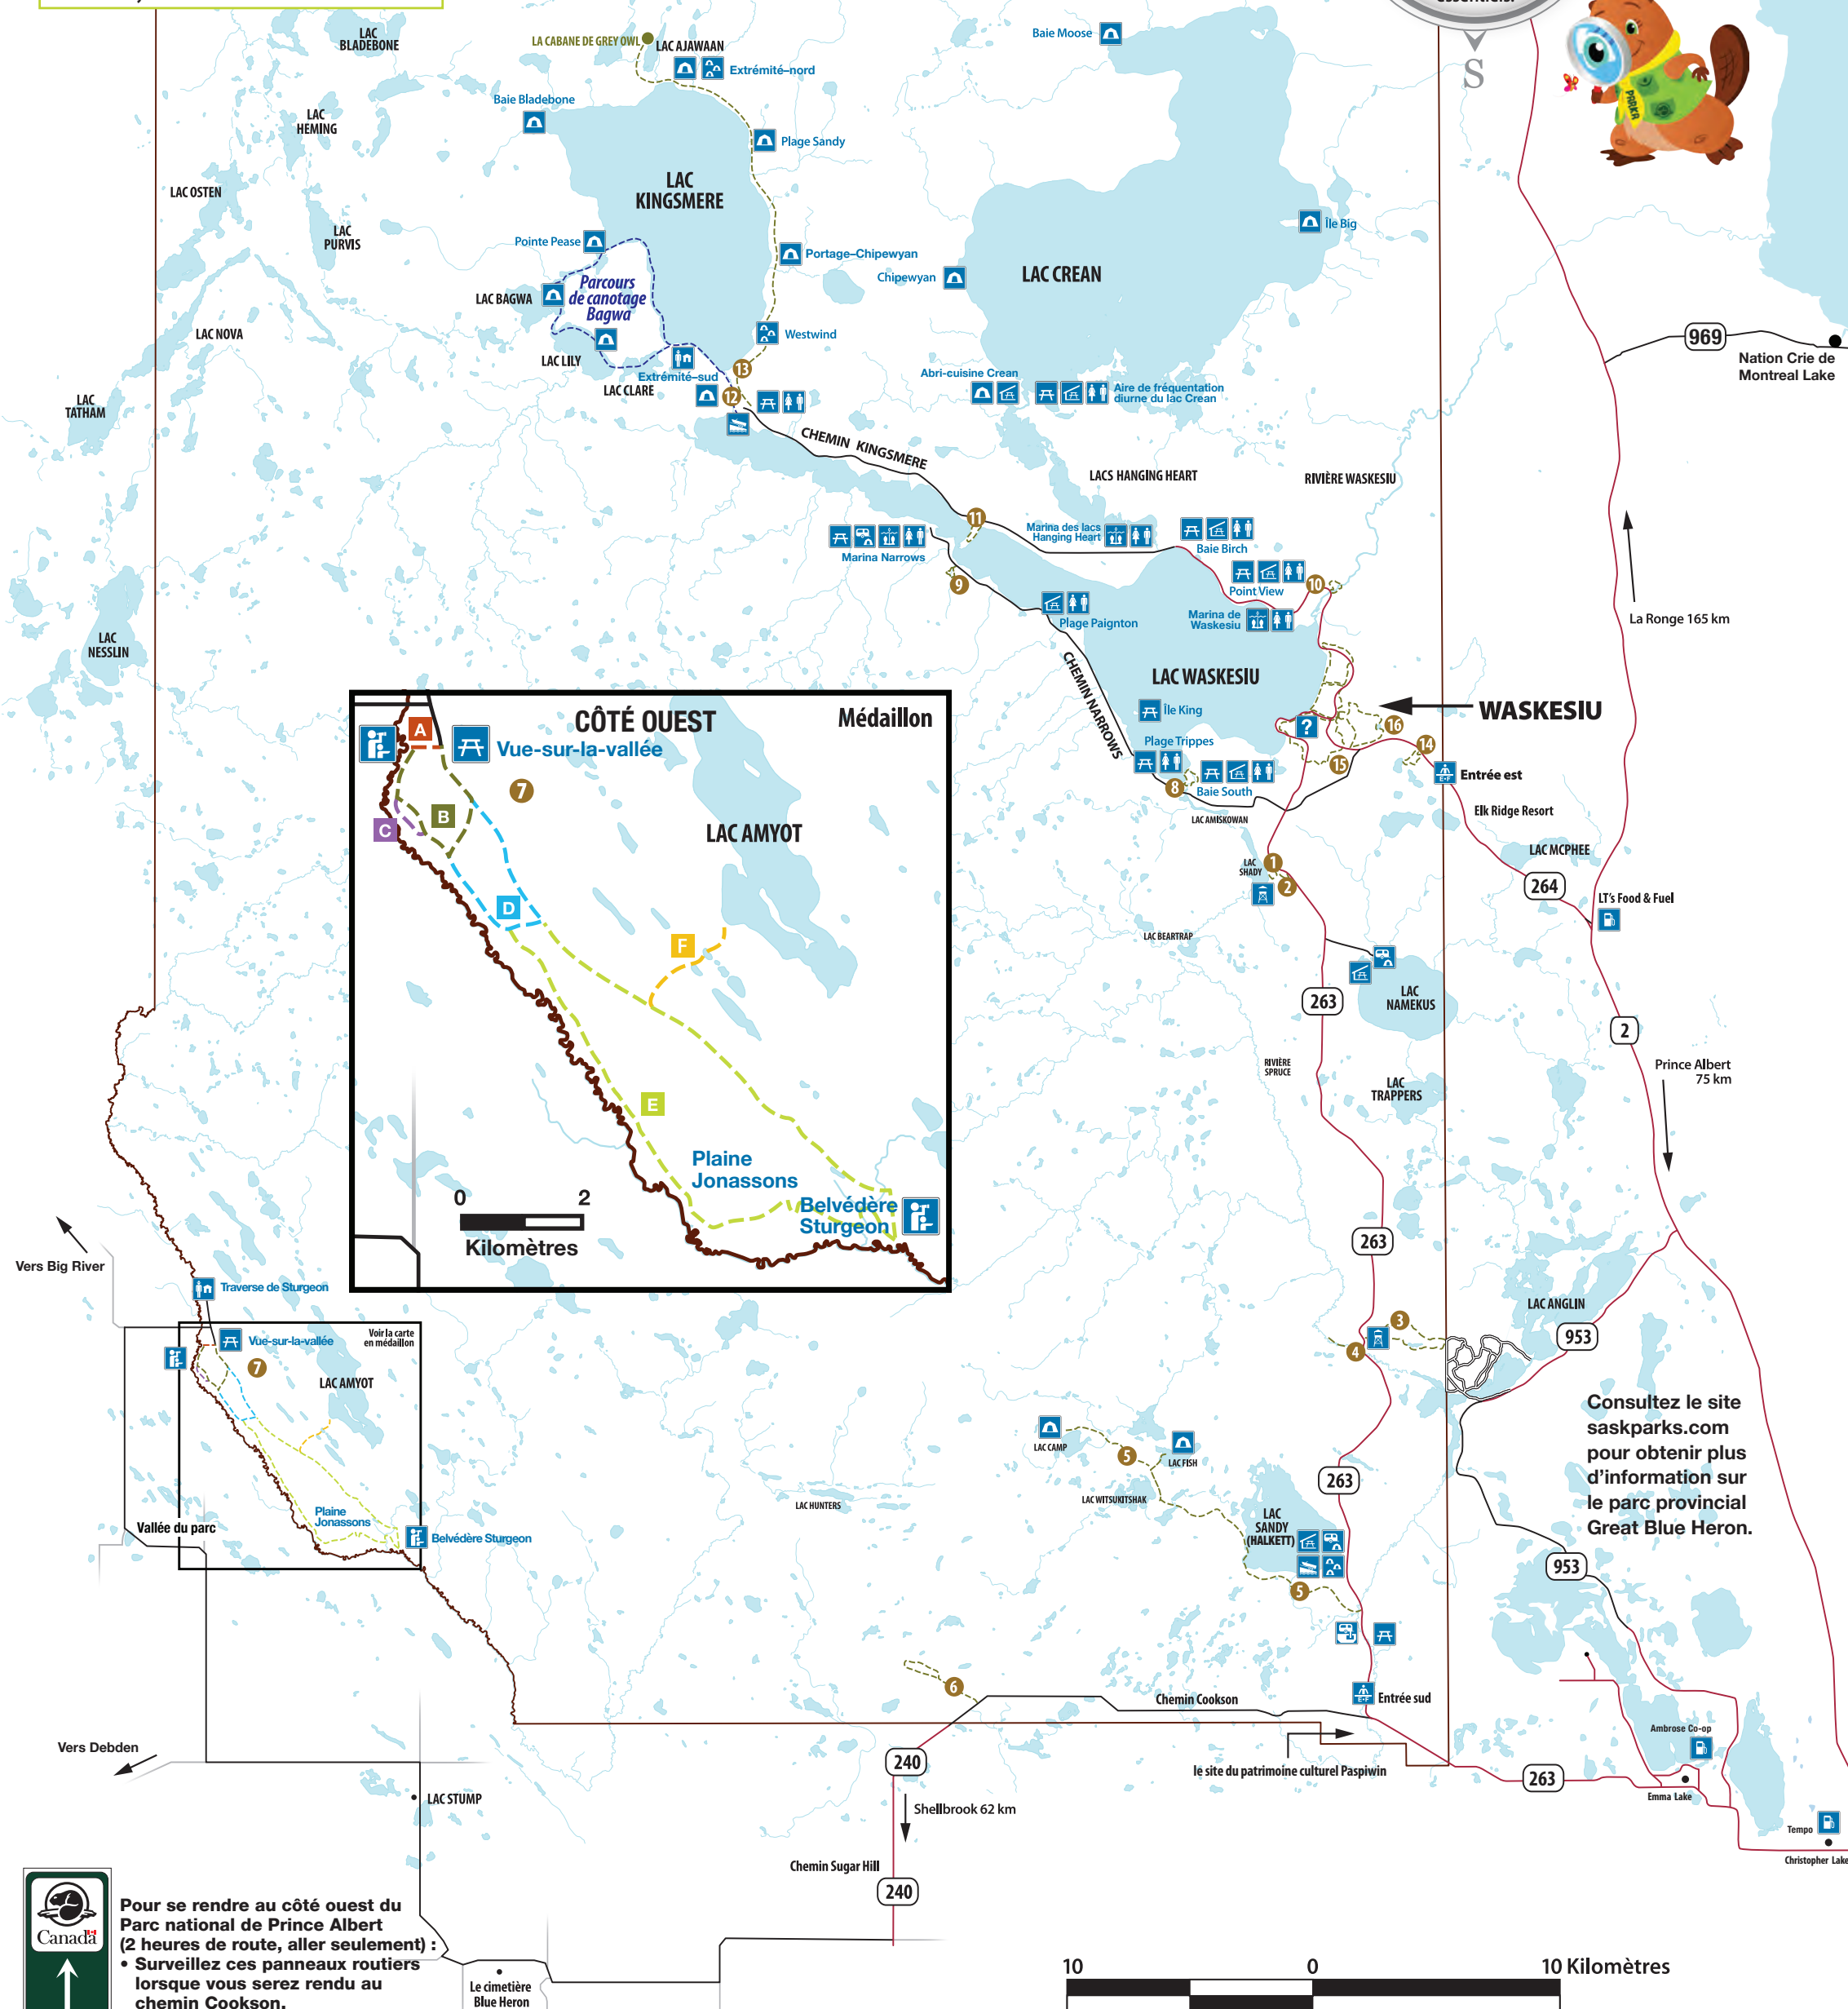 essentiels.
S
PARKA
LAC
BLADEBONE
LA CABANE DE GREY OWL
LAC AJAWAAN
Extrémité–nord
Baie Moose
Baie Bladebone
LAC
HEMING
Plage Sandy
LAC OSTEN
LAC
KINGSMERE
LAC
PURVIS
Pointe Pease
Portage–Chipewyan
Île Big
Chipewyan
LAC CREAN
Parcours
de canotage
Bagwa
LAC BAGWA
LAC NOVA
Westwind
969
Nation Crie de
Montreal Lake
LAC LILY
Extrémité–sud
13
LAC CLARE
12
Abri-cuisine Crean
Aire de fréquentation
diurne du lac Crean
LAC
TATHAM
CHEMIN KINGSMERE
LACS HANGING HEART
RIVIÈRE WASKESIU
11
Marina Narrows
Marina des lacs
Hanging Heart
Baie Birch
9
Point View
10
Plage Paignton
Marina de
Waskesiu
La Ronge 165 km
LAC
NESSLIN
CHEMIN NARROWS
LAC WASKESIU
Île King
?
WASKESIU
16
14
15
Plage Trippes
8
Baie South
Entrée est
Elk Ridge Resort
LAC AMISKOWAN
LAC MCPHEE
LAC
SHADY
1
2
264
LT's Food & Fuel
LAC BEARTRAP
LAC
NAMEKUS
263
2
RIVIÈRE
SPRUCE
Prince Albert
75 km
LAC
TRAPPERS
CÔTÉ OUEST
Médaillon
A
Vue-sur-la-vallée
7
B
C
LAC AMYOT
D
F
E
Plaine
Jonassons
Belvédère
Sturgeon
0 2
Kilomètres
263
Vers Big River
Traverse de Sturgeon
Voir la carte
en médaillon
Vue-sur-la-vallée
7
LAC AMYOT
Plaine
Jonassons
Vallée du parc
Belvédère Sturgeon
LAC ANGLIN
953
3
4
Consultez le site
saskparks.com
pour obtenir plus
d'information sur
le parc provincial
Great Blue Heron.
LAC CAMP
5
LAC FISH
LAC WITSUKITSHAK
LAC HUNTERS
263
LAC
SANDY
(HALKETT)
5
953
6
Chemin Cookson
Entrée sud
Vers Debden
240
le site du patrimoine culturel Paspiwin
263
Ambrose Co-op
Emma Lake
Tempo
Christopher Lake
LAC STUMP
Shellbrook 62 km
Chemin Sugar Hill
240
Canada
Pour se rendre au côté ouest du
Parc national de Prince Albert
(2 heures de route, aller seulement) :
• Surveillez ces panneaux routiers
lorsque vous serez rendu au
chemin Cookson.
Le cimetière
Blue Heron
10 0 10 Kilomètres